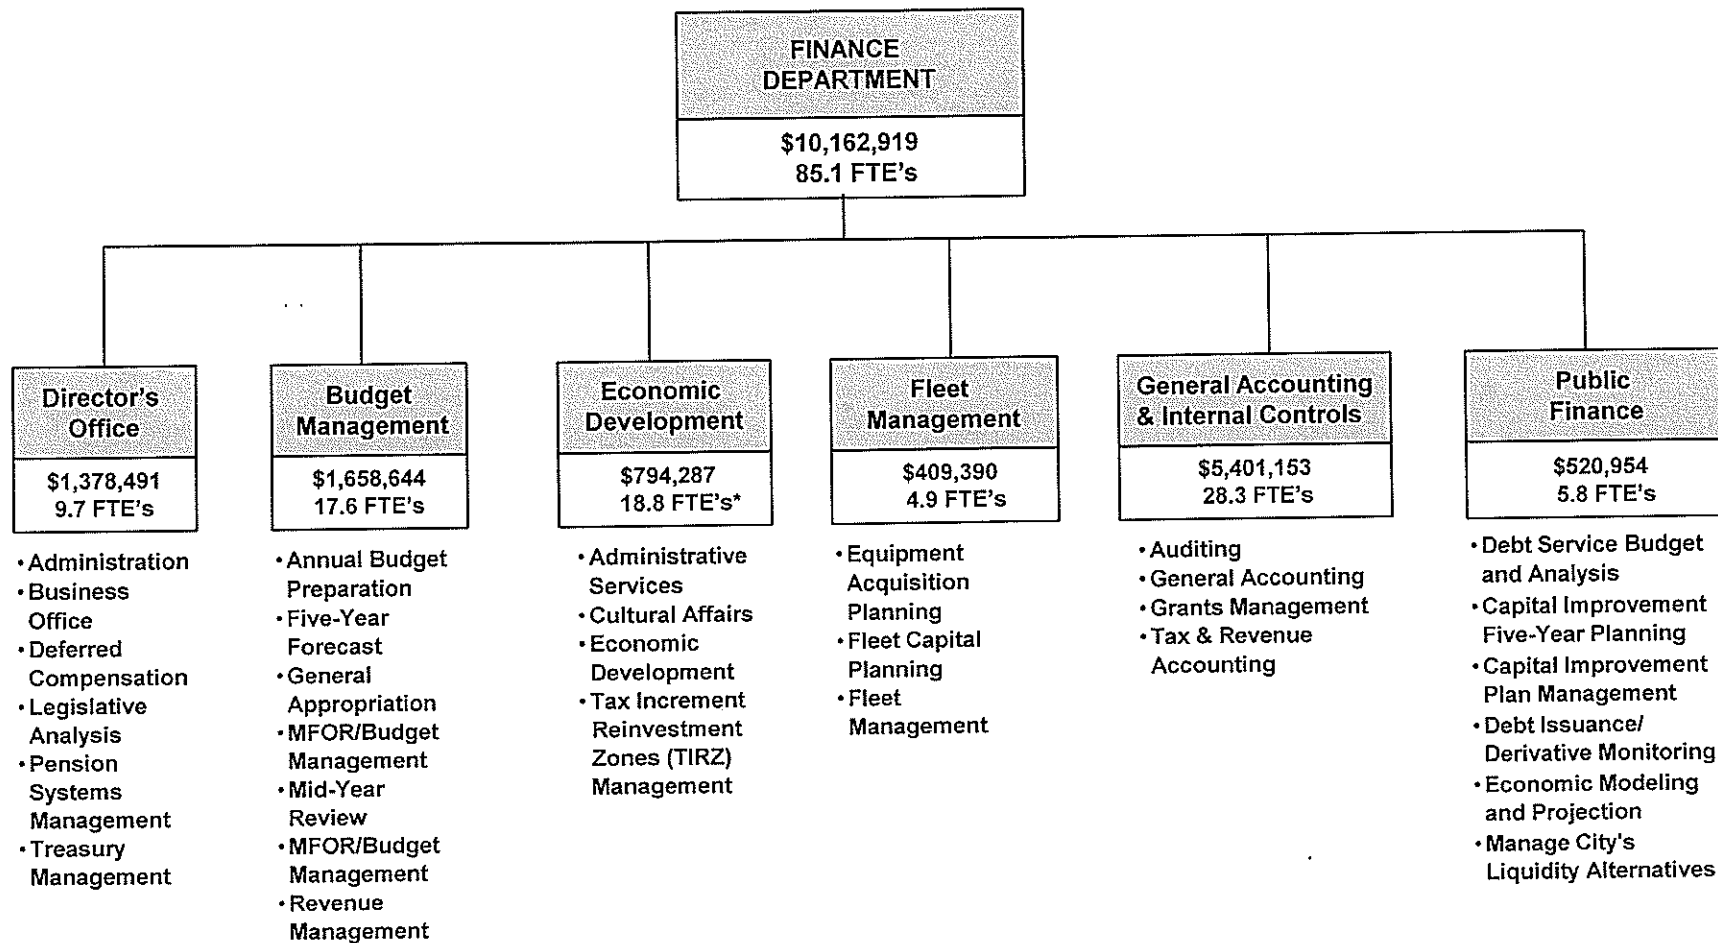 FINANCE
DEPARTMENT
$10,162,919
85.1 FTE's
Director's
Office
$1,378,491
9.7 FTE's
•Administration
•Business
Office
•Deferred
Compensation
•Legislative
Analysis
•Pension
Systems
Management
•Treasury
Management
Budget
Management
$1,658,644
17.6 FTE's
•Annual Budget
Preparation
•Five-Year
Forecast
•General
Appropriation
•MFOR/Budget
Management
•Mid-Year
Review
•MFOR/Budget
Management
•Revenue
Management
Economic
Development
$794,287
18.8 FTE's*
•Administrative
Services
•Cultural Affairs
•Economic
Development
•Tax Increment
Reinvestment
Zones (TIRZ)
Management
Fleet
Management
$409,390
4.9 FTE's
•Equipment
Acquisition
Planning
•Fleet Capital
Planning
•Fleet
Management
General Accounting
& Internal Controls
$5,401,153
28.3 FTE's
•Auditing
•General Accounting
•Grants Management
•Tax & Revenue
Accounting
Public
Finance
$520,954
5.8 FTE's
•Debt Service Budget
and Analysis
•Capital Improvement
Five-Year Planning
•Capital Improvement
Plan Management
•Debt Issuance/
Derivative Monitoring
•Economic Modeling
and Projection
•Manage City's
Liquidity Alternatives